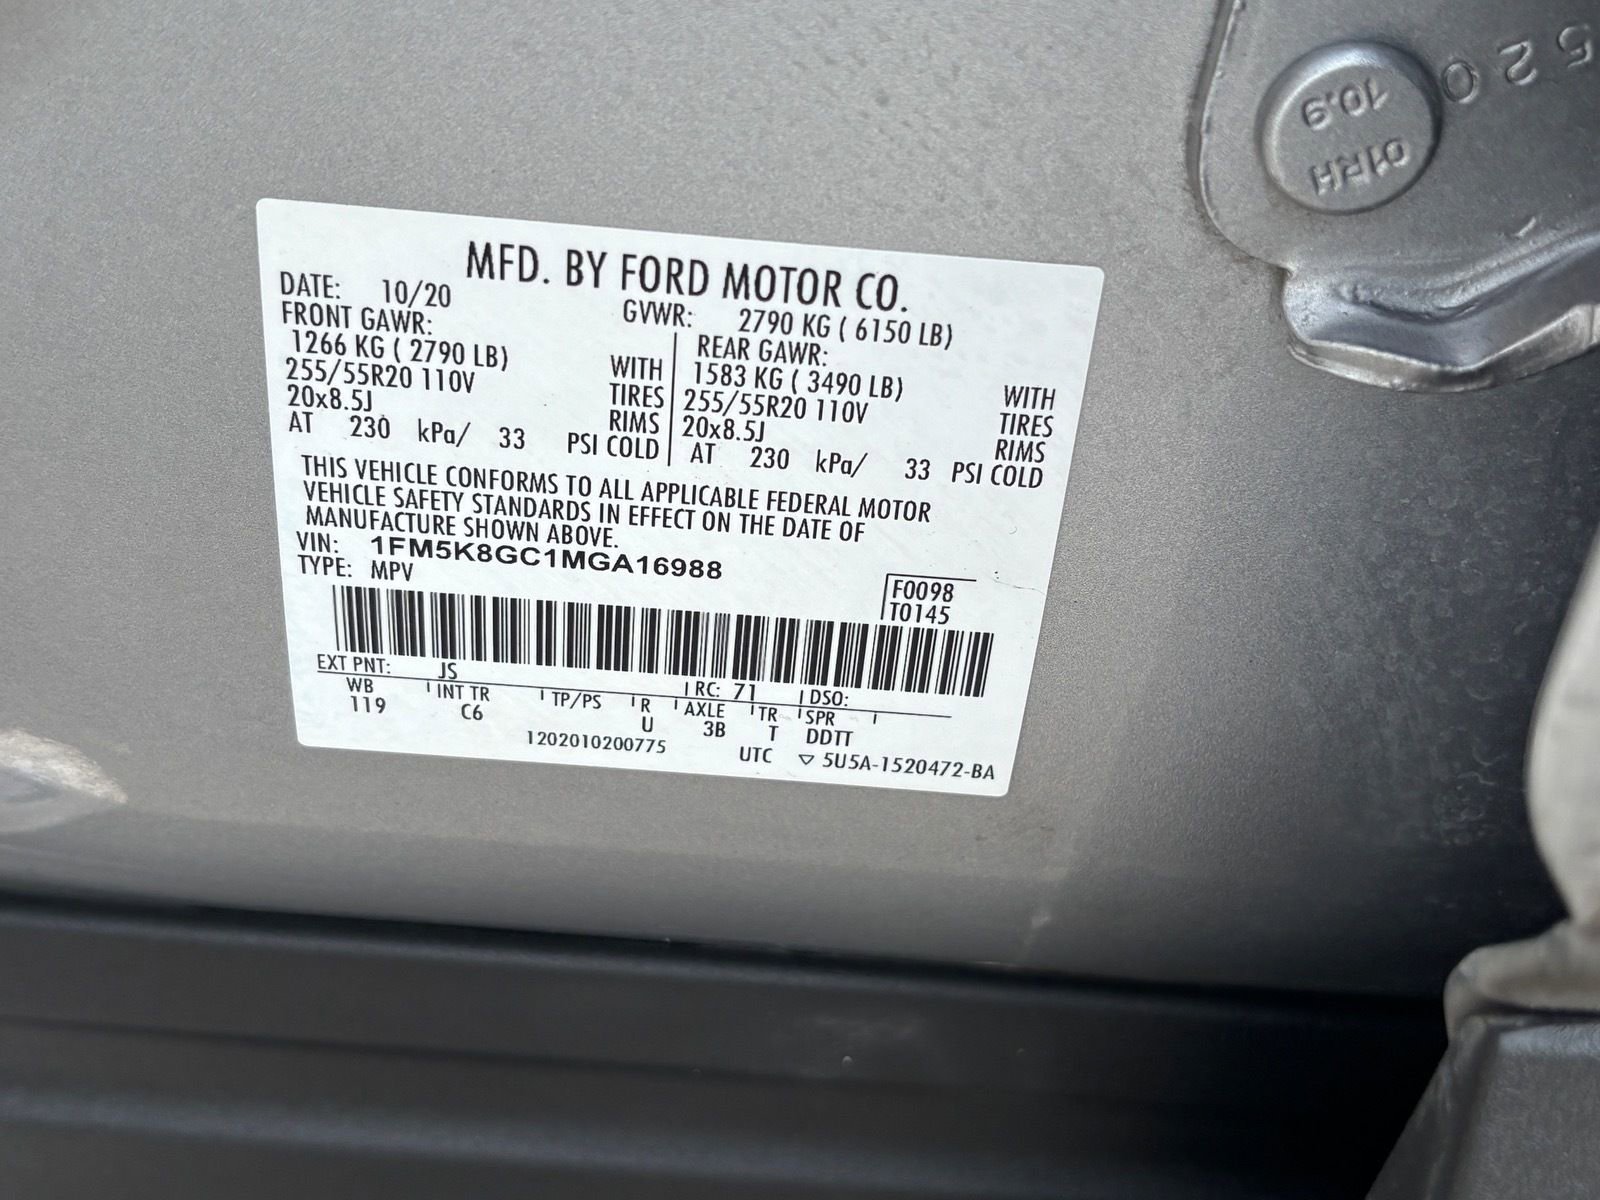 520
10.9
01RH
MFD. BY FORD MOTOR CO.
DATE: 10/20 GVWR: 2790 KG ( 6150 LB)
FRONT GAWR: REAR GAWR:
1266 KG ( 2790 LB) WITH 1583 KG ( 3490 LB) WITH
255/55R20 110V TIRES 255/55R20 110V TIRES
20x8.5J RIMS 20x8.5J RIMS
AT 230 kPa/ 33 PSI COLD AT 230 kPa/ 33 PSI COLD
THIS VEHICLE CONFORMS TO ALL APPLICABLE FEDERAL MOTOR
VEHICLE SAFETY STANDARDS IN EFFECT ON THE DATE OF
MANUFACTURE SHOWN ABOVE.
VIN: 1FM5K8GC1MGA16988
TYPE: MPV F0098
T0145
EXT PNT: JS RC: 71 DSO:
WB INT TR TP/PS R AXLE TR SPR
119 C6 U 3B T DDTT
1202010200775 UTC ▽ 5U5A-1520472-BA